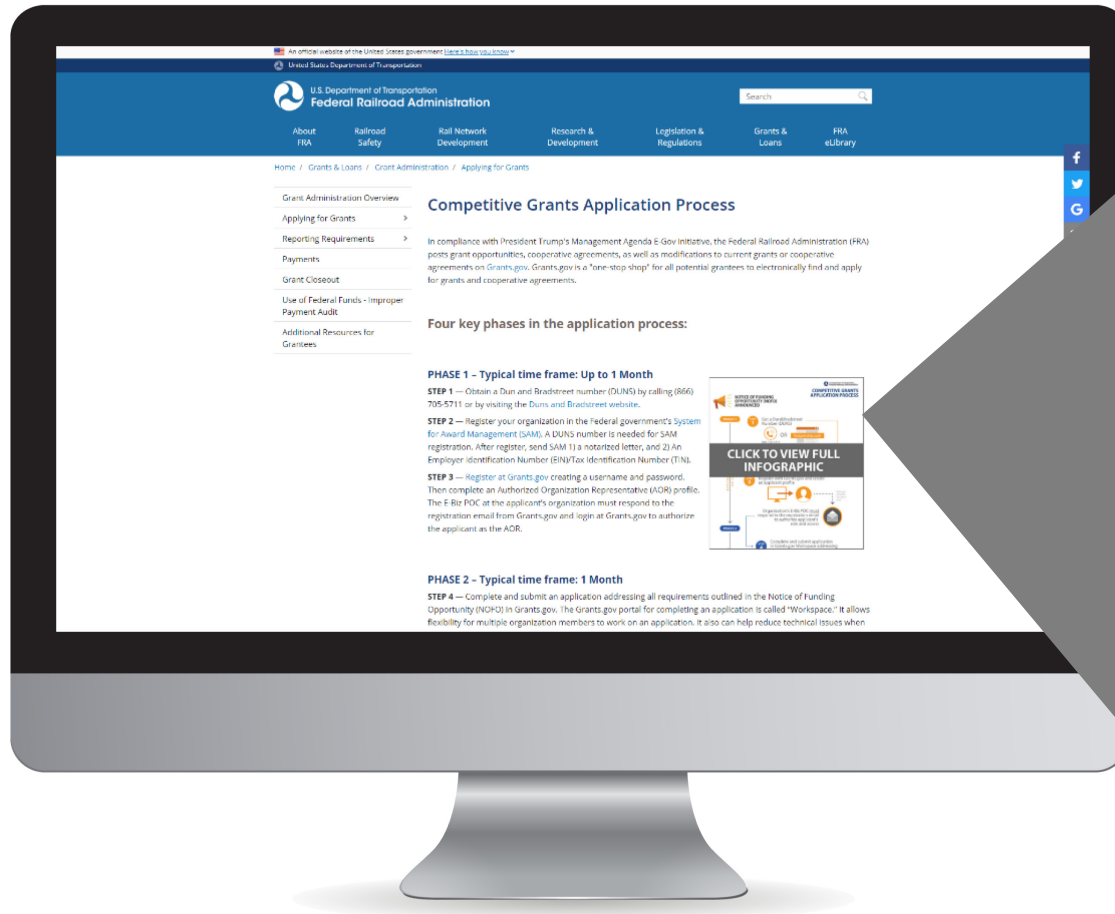 An official website of the United States government Here's how you know
United States Department of Transportation
U.S. Department of Transportation
Federal Railroad Administration
Search
About FRA
Railroad Safety
Rail Network Development
Research & Development
Legislation & Regulations
Grants & Loans
FRA eLibrary
Home / Grants & Loans / Grant Administration / Applying for Grants
Grant Administration Overview
Applying for Grants >
Reporting Requirements >
Payments
Grant Closeout
Use of Federal Funds - Improper
Payment Audit
Additional Resources for
Grantees
Competitive Grants Application Process
In compliance with President Trump's Management Agenda E-Gov Initiative, the Federal Railroad Administration (FRA)
posts grant opportunities, cooperative agreements, as well as modifications to current grants or cooperative
agreements on Grants.gov. Grants.gov is a "one-stop shop" for all potential grantees to electronically find and apply
for grants and cooperative agreements.
Four key phases in the application process:
PHASE 1 – Typical time frame: Up to 1 Month
STEP 1 — Obtain a Dun and Bradstreet number (DUNS) by calling (866)
705-5711 or by visiting the Duns and Bradstreet website.
STEP 2 — Register your organization in the Federal government's System
for Award Management (SAM). A DUNS number is needed for SAM
registration. After register, send SAM 1) a notarized letter, and 2) An
Employer Identification Number (EIN)/Tax Identification Number (TIN).
STEP 3 — Register at Grants.gov creating a username and password.
Then complete an Authorized Organization Representative (AOR) profile.
The E-Biz POC at the applicant's organization must respond to the
registration email from Grants.gov and login at Grants.gov to authorize
the applicant as the AOR.
COMPETITIVE GRANTS
APPLICATION PROCESS
NOTICE OF FUNDING
OPPORTUNITY (NOFO)
ANNOUNCED
OR
CLICK TO VIEW FULL
INFOGRAPHIC
PHASE 2 – Typical time frame: 1 Month
STEP 4 — Complete and submit an application addressing all requirements outlined in the Notice of Funding
Opportunity (NOFO) in Grants.gov. The Grants.gov portal for completing an application is called "Workspace." It allows
flexibility for multiple organization members to work on an application. It also can help reduce technical issues when